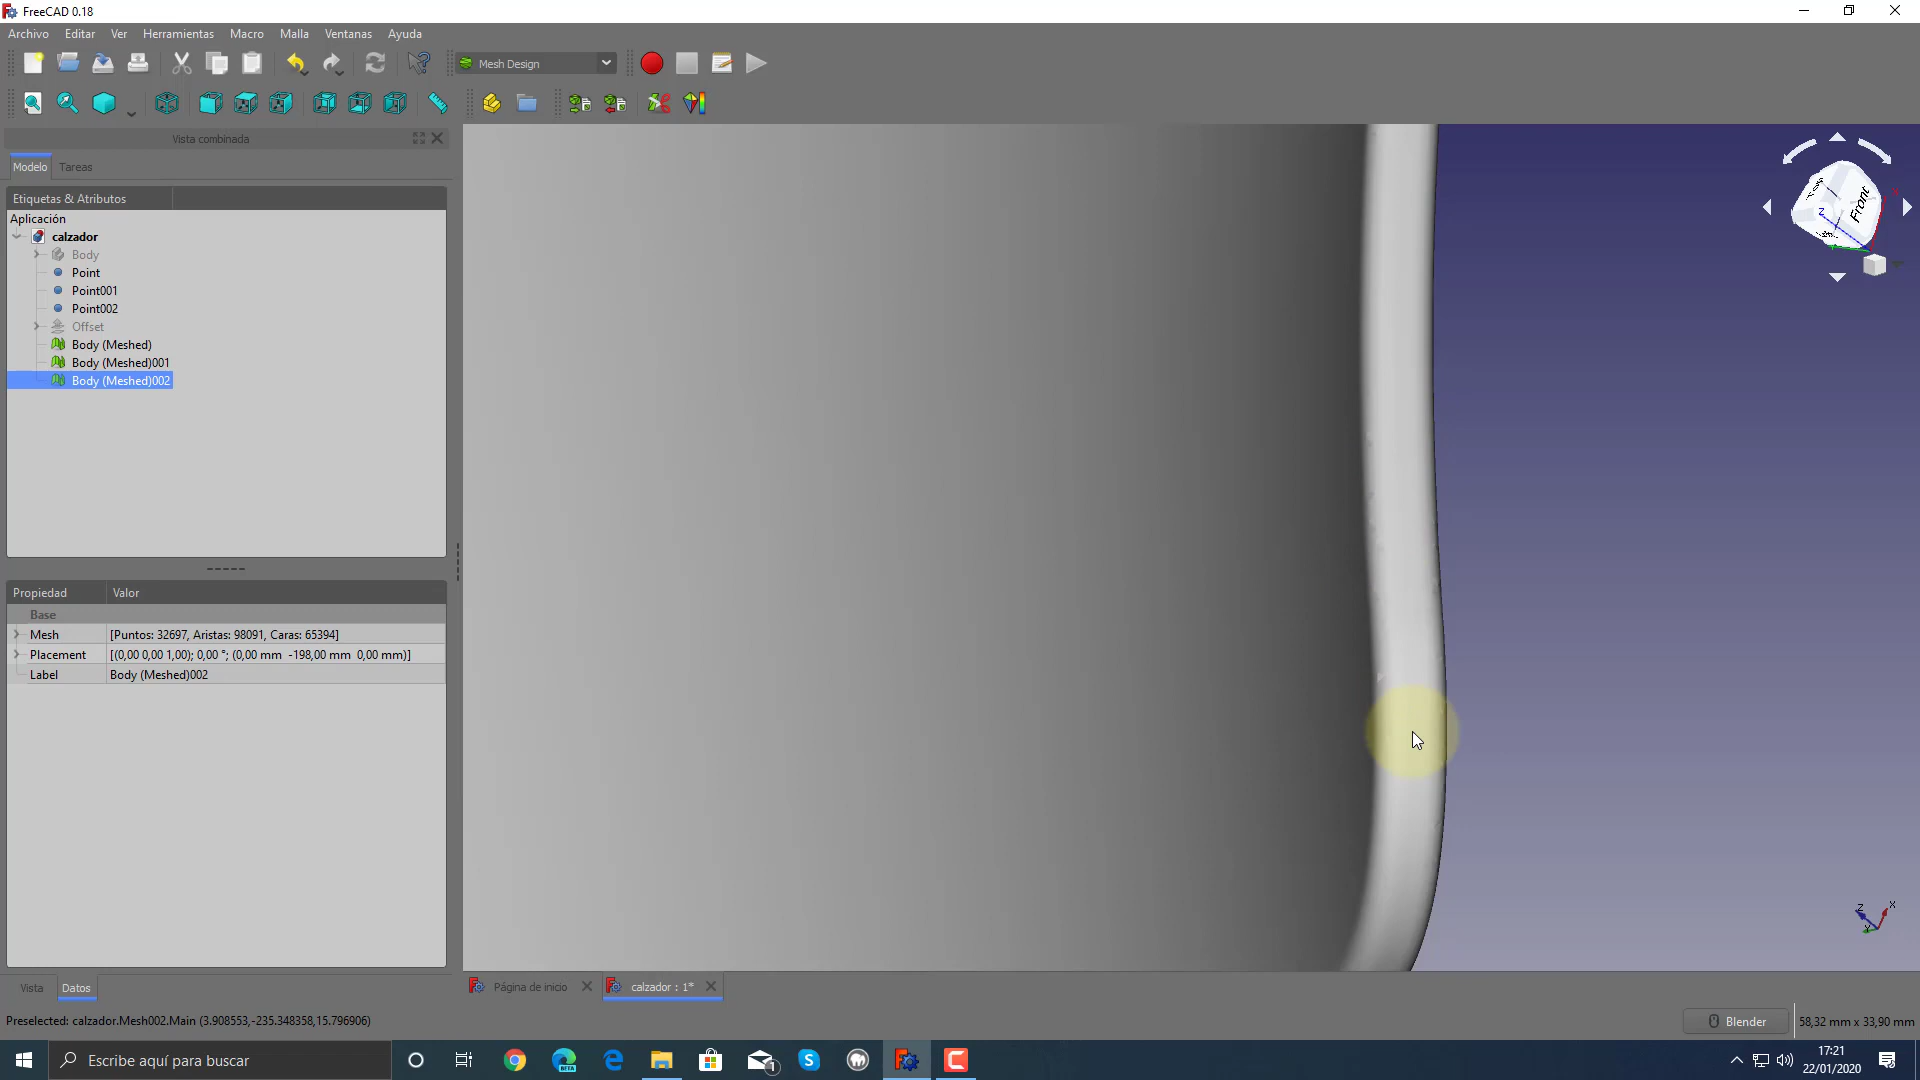 FreeCAD 0.18
Archivo Editar Ver Herramientas Macro Malla Ventanas Ayuda
Mesh Design
Vista combinada
Modelo Tareas
Etiquetas & Atributos
Aplicación
calzador
Body
Point
Point001
Point002
Offset
Body (Meshed)
Body (Meshed)001
Body (Meshed)002
Propiedad Valor
Base
Mesh [Puntos: 32697, Aristas: 98091, Caras: 65394]
Placement [(0,00 0,00 1,00); 0,00 °; (0,00 mm -198,00 mm 0,00 mm)]
Label Body (Meshed)002
Front
Z
Z X
Y
Vista Datos
Página de inicio calzador : 1*
Preselected: calzador.Mesh002.Main (3.908553,-235.348358,15.796906)
Blender 58,32 mm x 33,90 mm
Escribe aquí para buscar
BETA
1
17:21
22/01/2020